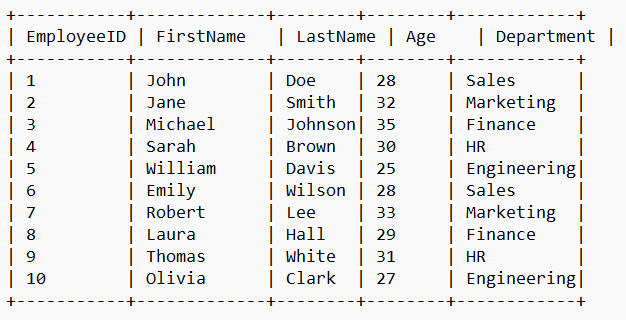 +------------+--------------+---------+---------+-------------+
| EmployeeID | FirstName   | LastName | Age    | Department |
+------------+--------------+---------+---------+-------------+
| 1          | John         | Doe    | 28      | Sales      |
| 2          | Jane         | Smith  | 32      | Marketing  |
| 3          | Michael      | Johnson| 35      | Finance    |
| 4          | Sarah        | Brown  | 30      | HR         |
| 5          | William      | Davis  | 25      | Engineering|
| 6          | Emily        | Wilson | 28      | Sales      |
| 7          | Robert       | Lee    | 33      | Marketing  |
| 8          | Laura        | Hall   | 29      | Finance    |
| 9          | Thomas       | White  | 31      | HR         |
| 10         | Olivia       | Clark  | 27      | Engineering|
+------------+--------------+---------+---------+-------------+